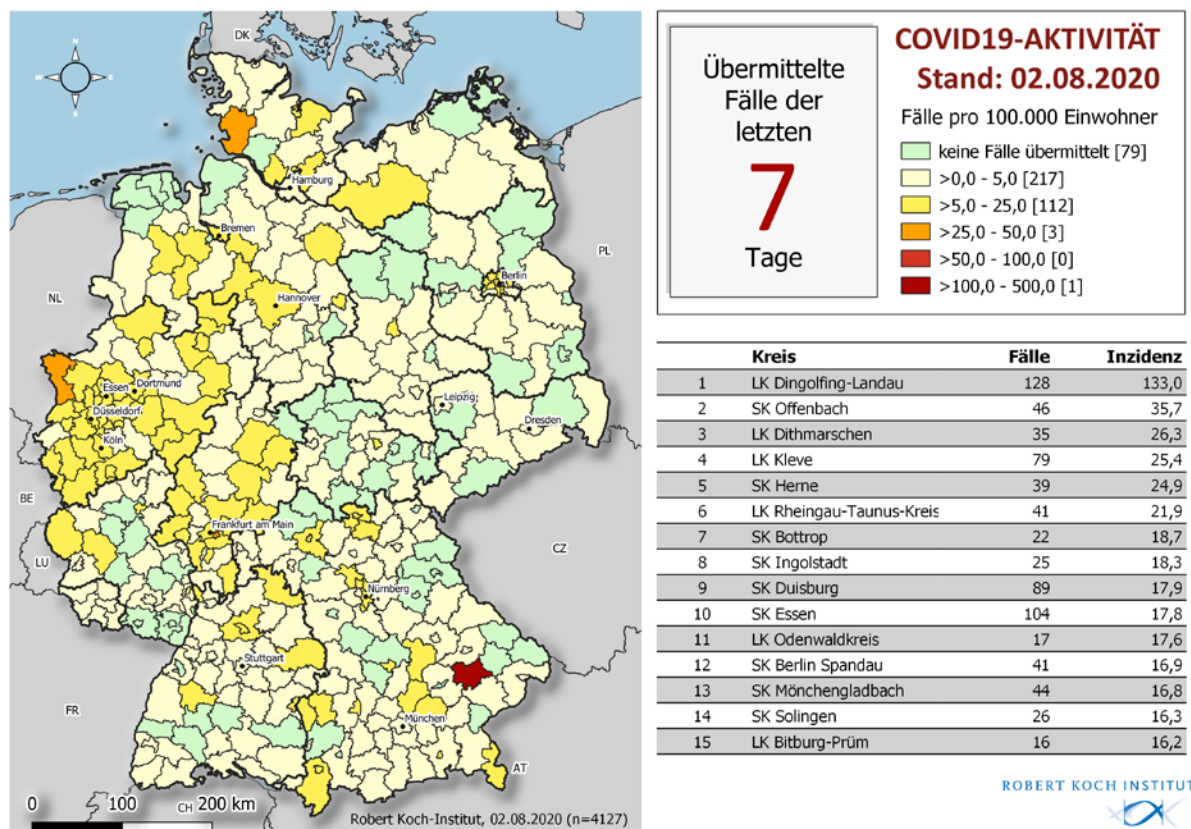 DK
W
E
S
Hamburg
Bremen
PL
Berlin
NL
Hannover
Essen
Dortmund
Düsseldorf
Leipzig
Köln
Dresden
BE
Frankfurt am Main
LU
CZ
Nürnberg
Stuttgart
FR
München
AT
0 100 CH 200 km
Robert Koch-Institut, 02.08.2020 (n=4127)
Übermittelte
Fälle der
letzten
7
Tage
COVID19-AKTIVITÄT
Stand: 02.08.2020
Fälle pro 100.000 Einwohner
keine Fälle übermittelt [79]
>0,0 - 5,0 [217]
>5,0 - 25,0 [112]
>25,0 - 50,0 [3]
>50,0 - 100,0 [0]
>100,0 - 500,0 [1]
Kreis Fälle Inzidenz
1 LK Dingolfing-Landau 128 133,0
2 SK Offenbach 46 35,7
3 LK Dithmarschen 35 26,3
4 LK Kleve 79 25,4
5 SK Herne 39 24,9
6 LK Rheingau-Taunus-Kreis 41 21,9
7 SK Bottrop 22 18,7
8 SK Ingolstadt 25 18,3
9 SK Duisburg 89 17,9
10 SK Essen 104 17,8
11 LK Odenwaldkreis 17 17,6
12 SK Berlin Spandau 41 16,9
13 SK Mönchengladbach 44 16,8
14 SK Solingen 26 16,3
15 LK Bitburg-Prüm 16 16,2
ROBERT KOCH INSTITUT